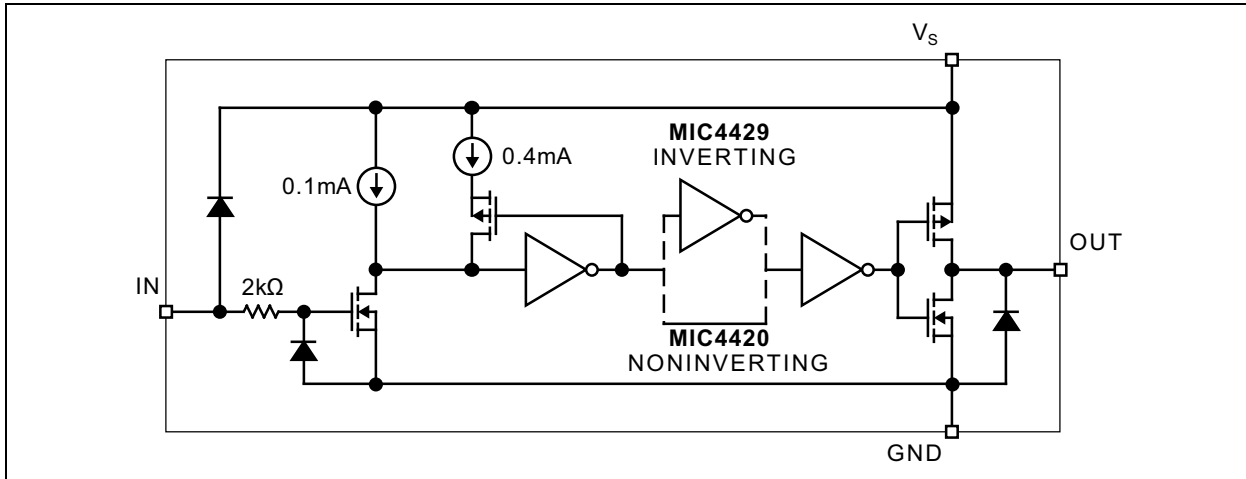 V_S
MIC4429
INVERTING
0.4mA
0.1mA
OUT
IN
2kΩ
MIC4420
NONINVERTING
GND